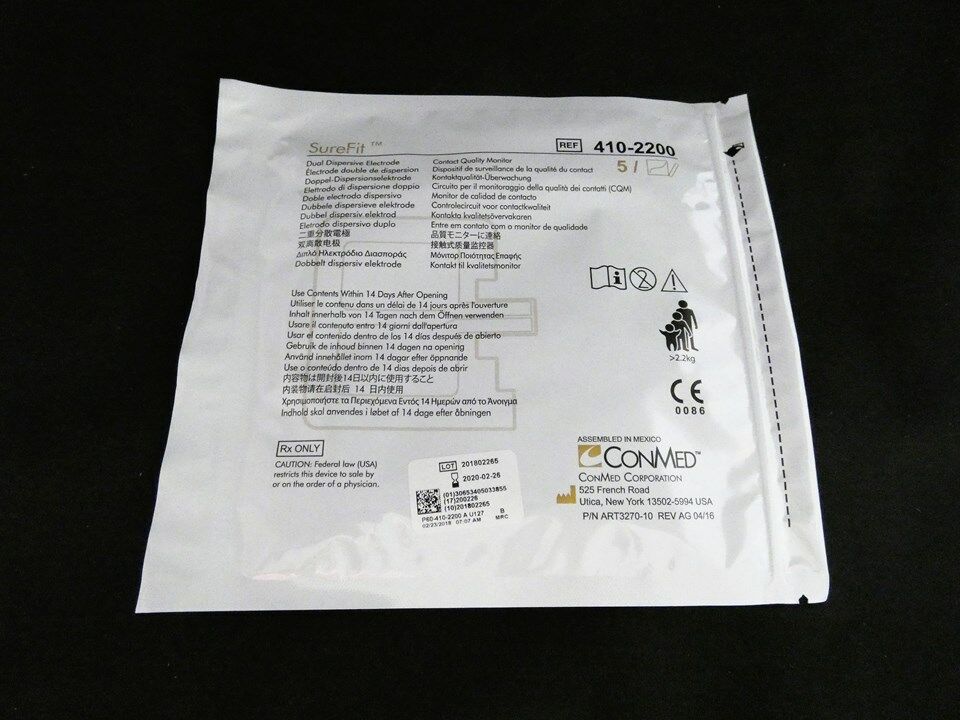 SureFit™
REF 410-2200
5 /
Dual Dispersive Electrode
Électrode double de dispersion
Doppel-Dispersionselektrode
Elettrodo di dispersione doppio
Doble electrodo dispersivo
Dubbele dispersieve elektrode
Dubbel dispersiv elektrod
Eletrodo dispersivo duplo
二重分散電極
双离散电极
Διπλό Ηλεκτρόδιο Διασποράς
Dobbelt dispersiv elektrode
Contact Quality Monitor
Dispositif de surveillance de la qualité du contact
Kontaktqualität-Überwachung
Circuito per il monitoraggio della qualità dei contatti (CQM)
Monitor de calidad de contacto
Controlecircuit voor contactkwaliteit
Kontakta kvalitetsövervakaren
Entre em contato com o monitor de qualidade
品質モニターに連絡
接触式质量监控器
Μόνιτορ Ποιότητας Επαφής
Kontakt til kvalitetsmonitor
Use Contents Within 14 Days After Opening
Utiliser le contenu dans un délai de 14 jours après l'ouverture
Inhalt innerhalb von 14 Tagen nach dem Öffnen verwenden
Usare il contenuto entro 14 giorni dall'apertura
Usar el contenido dentro de los 14 días después de abierto
Gebruik de inhoud binnen 14 dagen na opening
Använd innehållet inom 14 dagar efter öppnande
Use o conteúdo dentro de 14 dias depois de abrir
内容物は開封後14日以内に使用すること
内装物请在启封后 14 日内使用
Χρησιμοποιήστε τα Περιεχόμενα Εντός 14 Ημερών από το Άνοιγμα
Indhold skal anvendes i løbet af 14 dage efter åbningen
>2.2kg
CE
0086
Rx ONLY
CAUTION: Federal law (USA)
restricts this device to sale by
or on the order of a physician.
LOT 201802265
2020-02-26
(01)30653405033855
(17)200226
(10)201802265
P60-410-2200 A U127 B
02/23/2018 07:07 AM MRC
ASSEMBLED IN MEXICO
CONMED™
CONMED CORPORATION
525 French Road
Utica, New York 13502-5994 USA
P/N ART3270-10 REV AG 04/16